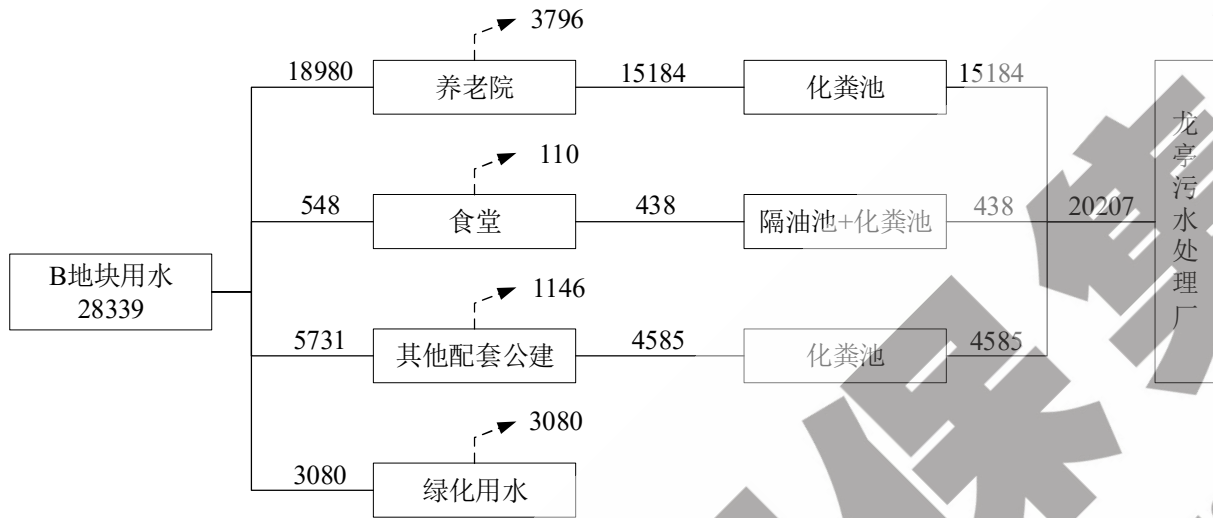 3796
18980
养老院
15184
化粪池
15184
110
548
食堂
438
隔油池+化粪池
438
20207
龙亭污水处理厂
B地块用水
28339
1146
5731
其他配套公建
4585
化粪池
4585
3080
3080
绿化用水